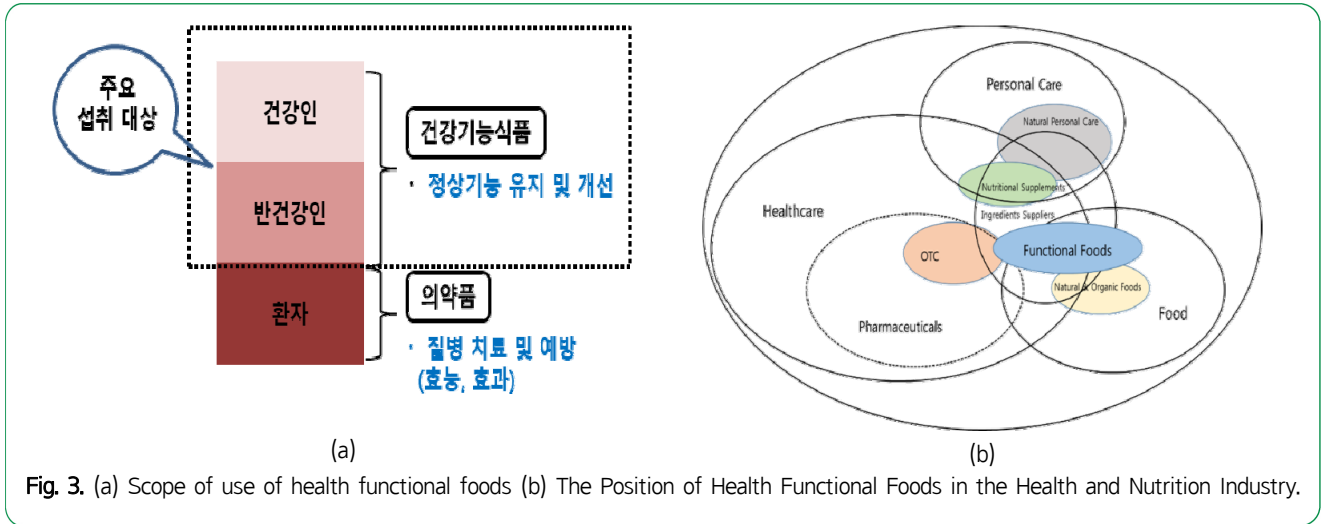 주요
섭취 대상
건강인
반건강인
환자
건강기능식품
· 정상기능 유지 및 개선
의약품
· 질병 치료 및 예방
(효능, 효과)
(a)
Personal Care
Natural Personal Care
Nutritional Supplements
Healthcare
Ingredients Suppliers
OTC
Functional Foods
Natural & Organic Foods
Food
Pharmaceuticals
(b)
Fig. 3. (a) Scope of use of health functional foods (b) The Position of Health Functional Foods in the Health and Nutrition Industry.